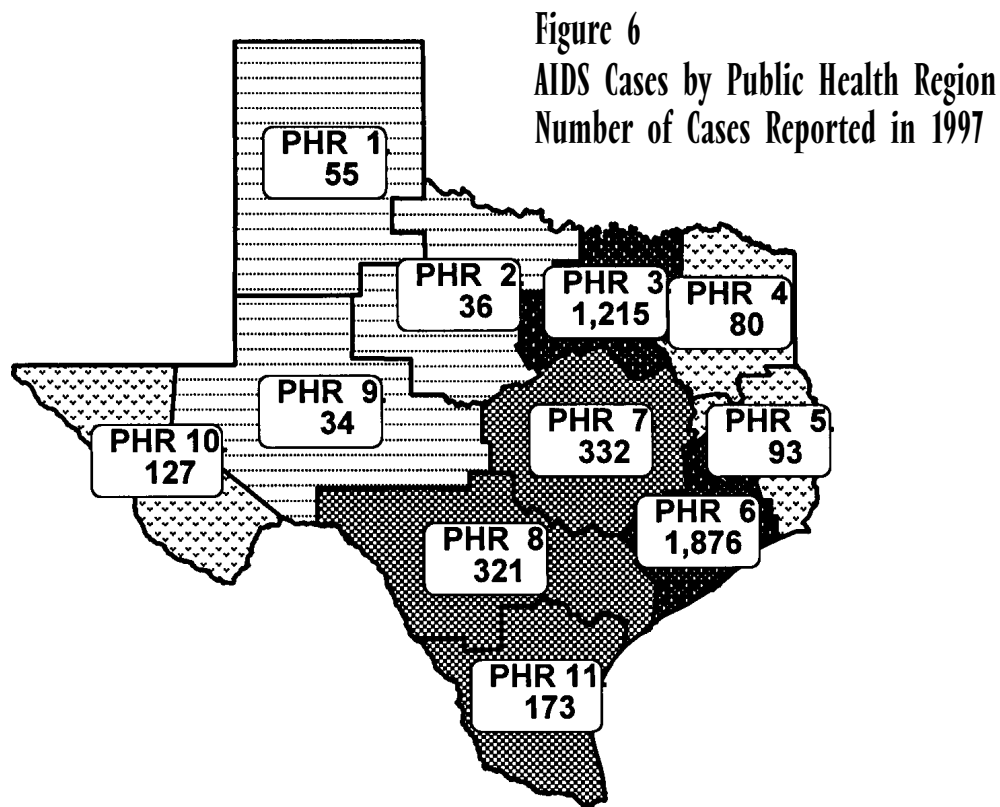 Figure 6
AIDS Cases by Public Health Region
Number of Cases Reported in 1997
PHR 1
55
PHR 2
36
PHR 3
1,215
PHR 4
80
PHR 9
34
PHR 7
332
PHR 5
93
PHR 10
127
PHR 6
1,876
PHR 8
321
PHR 11
173